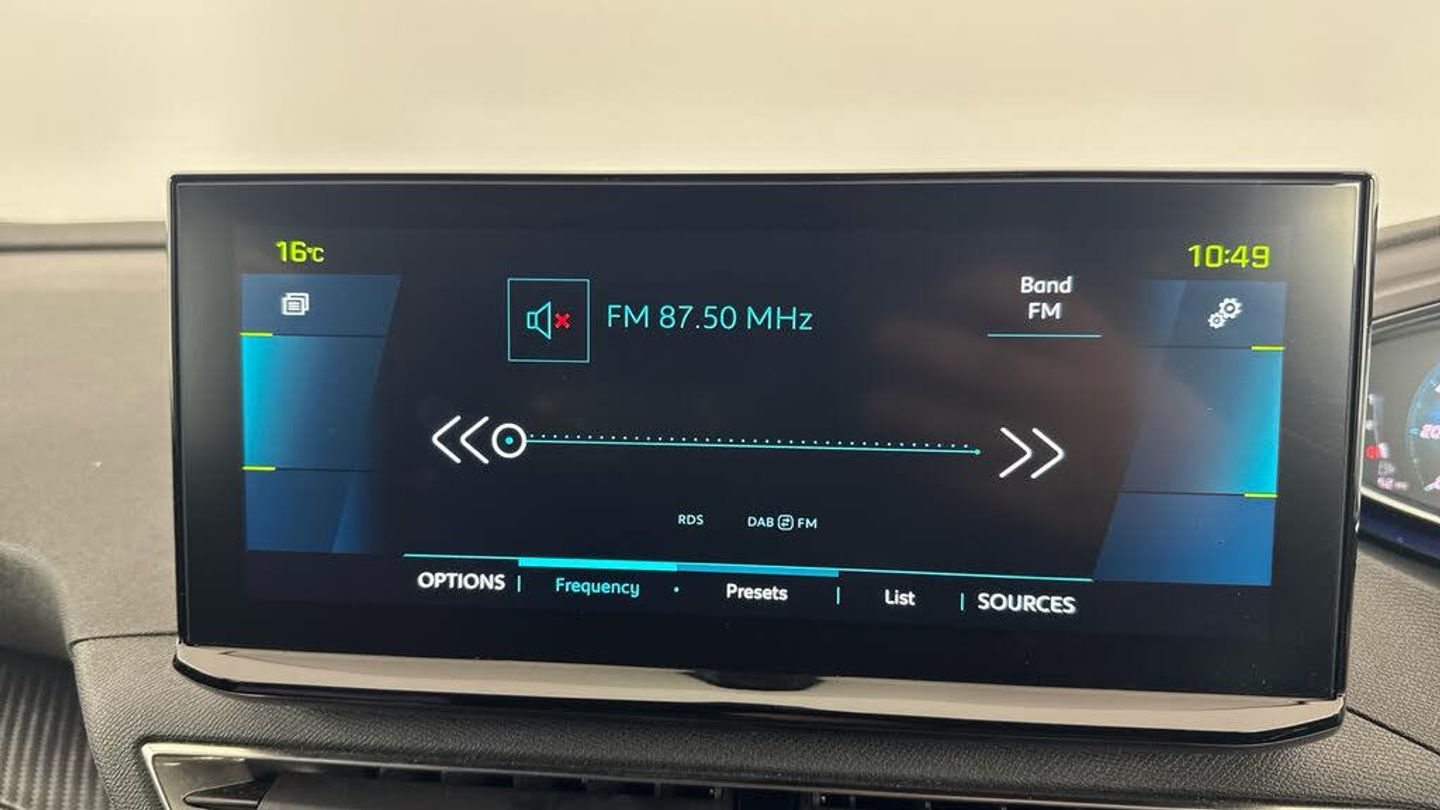 16°C
10:49
FM 87.50 MHz
Band
FM
RDS
DAB FM
OPTIONS
Frequency
Presets
List
SOURCES